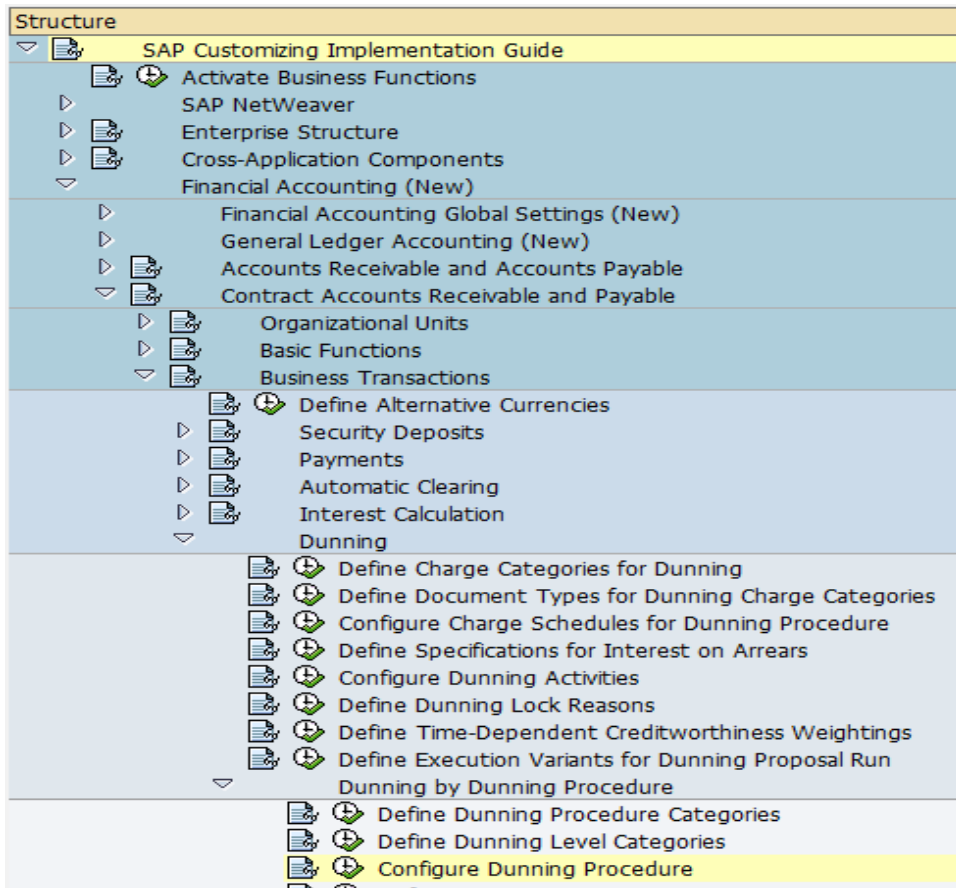 Structure
SAP Customizing Implementation Guide
Activate Business Functions
SAP NetWeaver
Enterprise Structure
Cross-Application Components
Financial Accounting (New)
Financial Accounting Global Settings (New)
General Ledger Accounting (New)
Accounts Receivable and Accounts Payable
Contract Accounts Receivable and Payable
Organizational Units
Basic Functions
Business Transactions
Define Alternative Currencies
Security Deposits
Payments
Automatic Clearing
Interest Calculation
Dunning
Define Charge Categories for Dunning
Define Document Types for Dunning Charge Categories
Configure Charge Schedules for Dunning Procedure
Define Specifications for Interest on Arrears
Configure Dunning Activities
Define Dunning Lock Reasons
Define Time-Dependent Creditworthiness Weightings
Define Execution Variants for Dunning Proposal Run
Dunning by Dunning Procedure
Define Dunning Procedure Categories
Define Dunning Level Categories
Configure Dunning Procedure